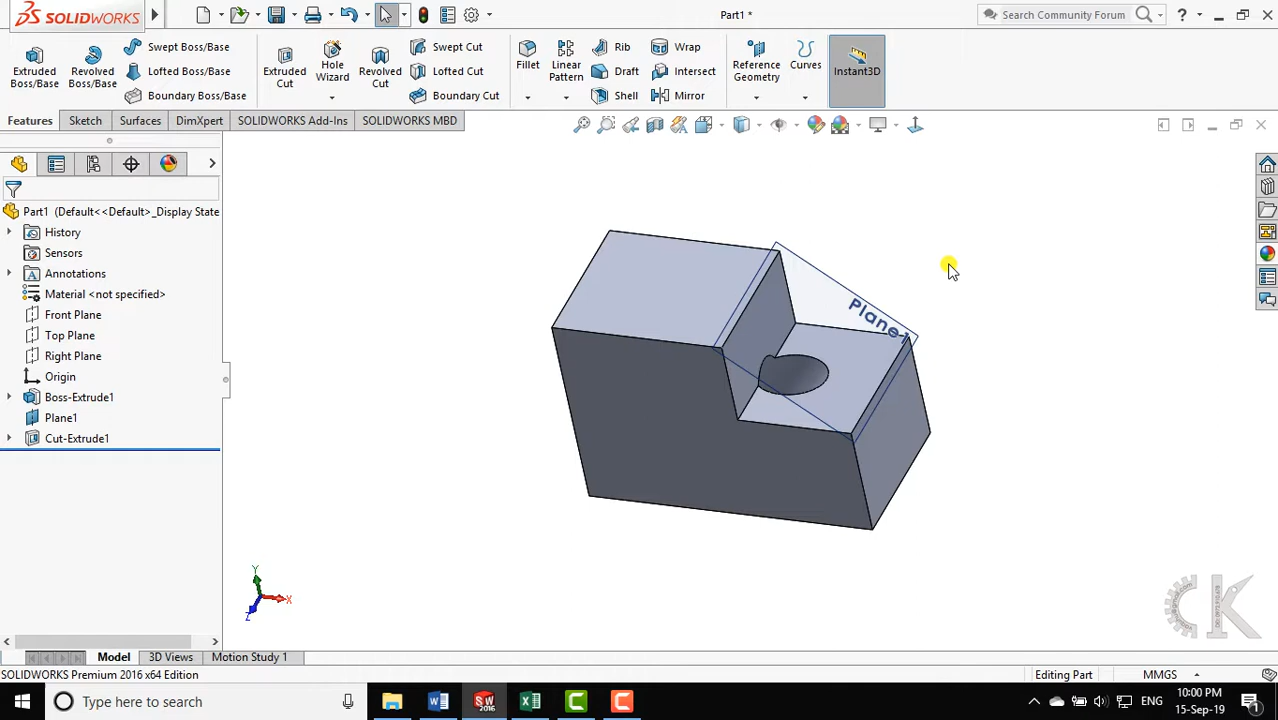 SOLIDWORKS
Part1 *
Search Community Forum
?
Extruded Boss/Base
Revolved Boss/Base
Swept Boss/Base
Lofted Boss/Base
Boundary Boss/Base
Extruded Cut
Hole Wizard
Revolved Cut
Swept Cut
Lofted Cut
Boundary Cut
Fillet
Linear Pattern
Rib
Draft
Shell
Wrap
Intersect
Mirror
Reference Geometry
Curves
Instant3D
Features
Sketch
Surfaces
DimXpert
SOLIDWORKS Add-Ins
SOLIDWORKS MBD
Part1 (Default<<Default>_Display State
History
Sensors
Annotations
Material <not specified>
Front Plane
Top Plane
Right Plane
Origin
Boss-Extrude1
Plane1
Cut-Extrude1
Plane1
Y
X
Z
CK
Model
3D Views
Motion Study 1
SOLIDWORKS Premium 2016 x64 Edition
Editing Part
MMGS
Type here to search
ENG
10:00 PM
15-Sep-19